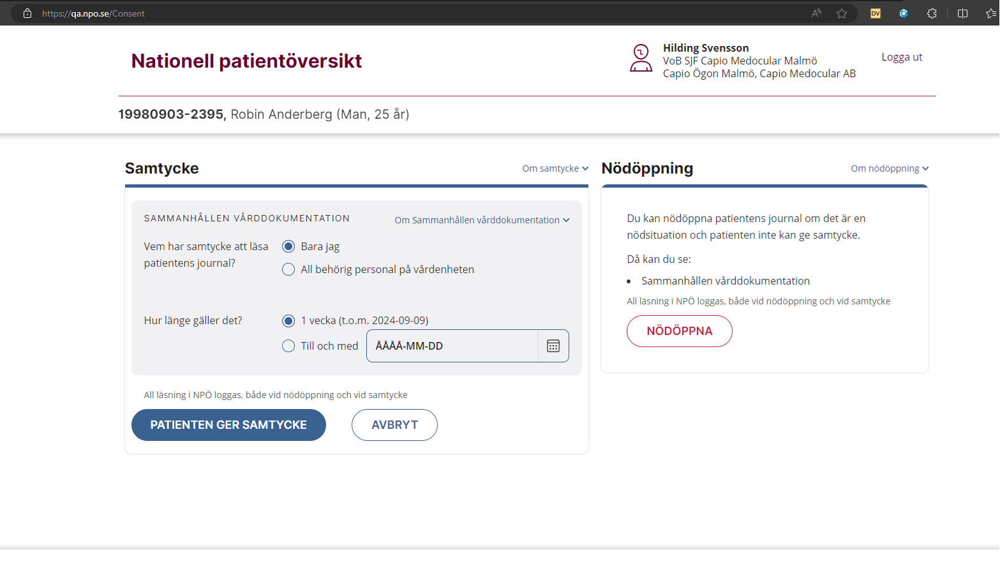 https://qa.npo.se/Consent
DV
Nationell patientöversikt
Hilding Svensson
VoB SJF Capio Medocular Malmö
Capio Ögon Malmö, Capio Medocular AB
Logga ut
19980903-2395, Robin Anderberg (Man, 25 år)
Samtycke
Om samtycke
SAMMANHÅLLEN VÅRDDOKUMENTATION
Om Sammanhållen vårddokumentation
Vem har samtycke att läsa
patientens journal?
Bara jag
All behörig personal på vårdenheten
Hur länge gäller det?
1 vecka (t.o.m. 2024-09-09)
Till och med
ÅÅÅÅ-MM-DD
All läsning i NPÖ loggas, både vid nödöppning och vid samtycke
PATIENTEN GER SAMTYCKE
AVBRYT
Nödöppning
Om nödöppning
Du kan nödöppna patientens journal om det är en
nödsituation och patienten inte kan ge samtycke.
Då kan du se:
• Sammanhållen vårddokumentation
All läsning i NPÖ loggas, både vid nödöppning och vid samtycke
NÖDÖPPNA